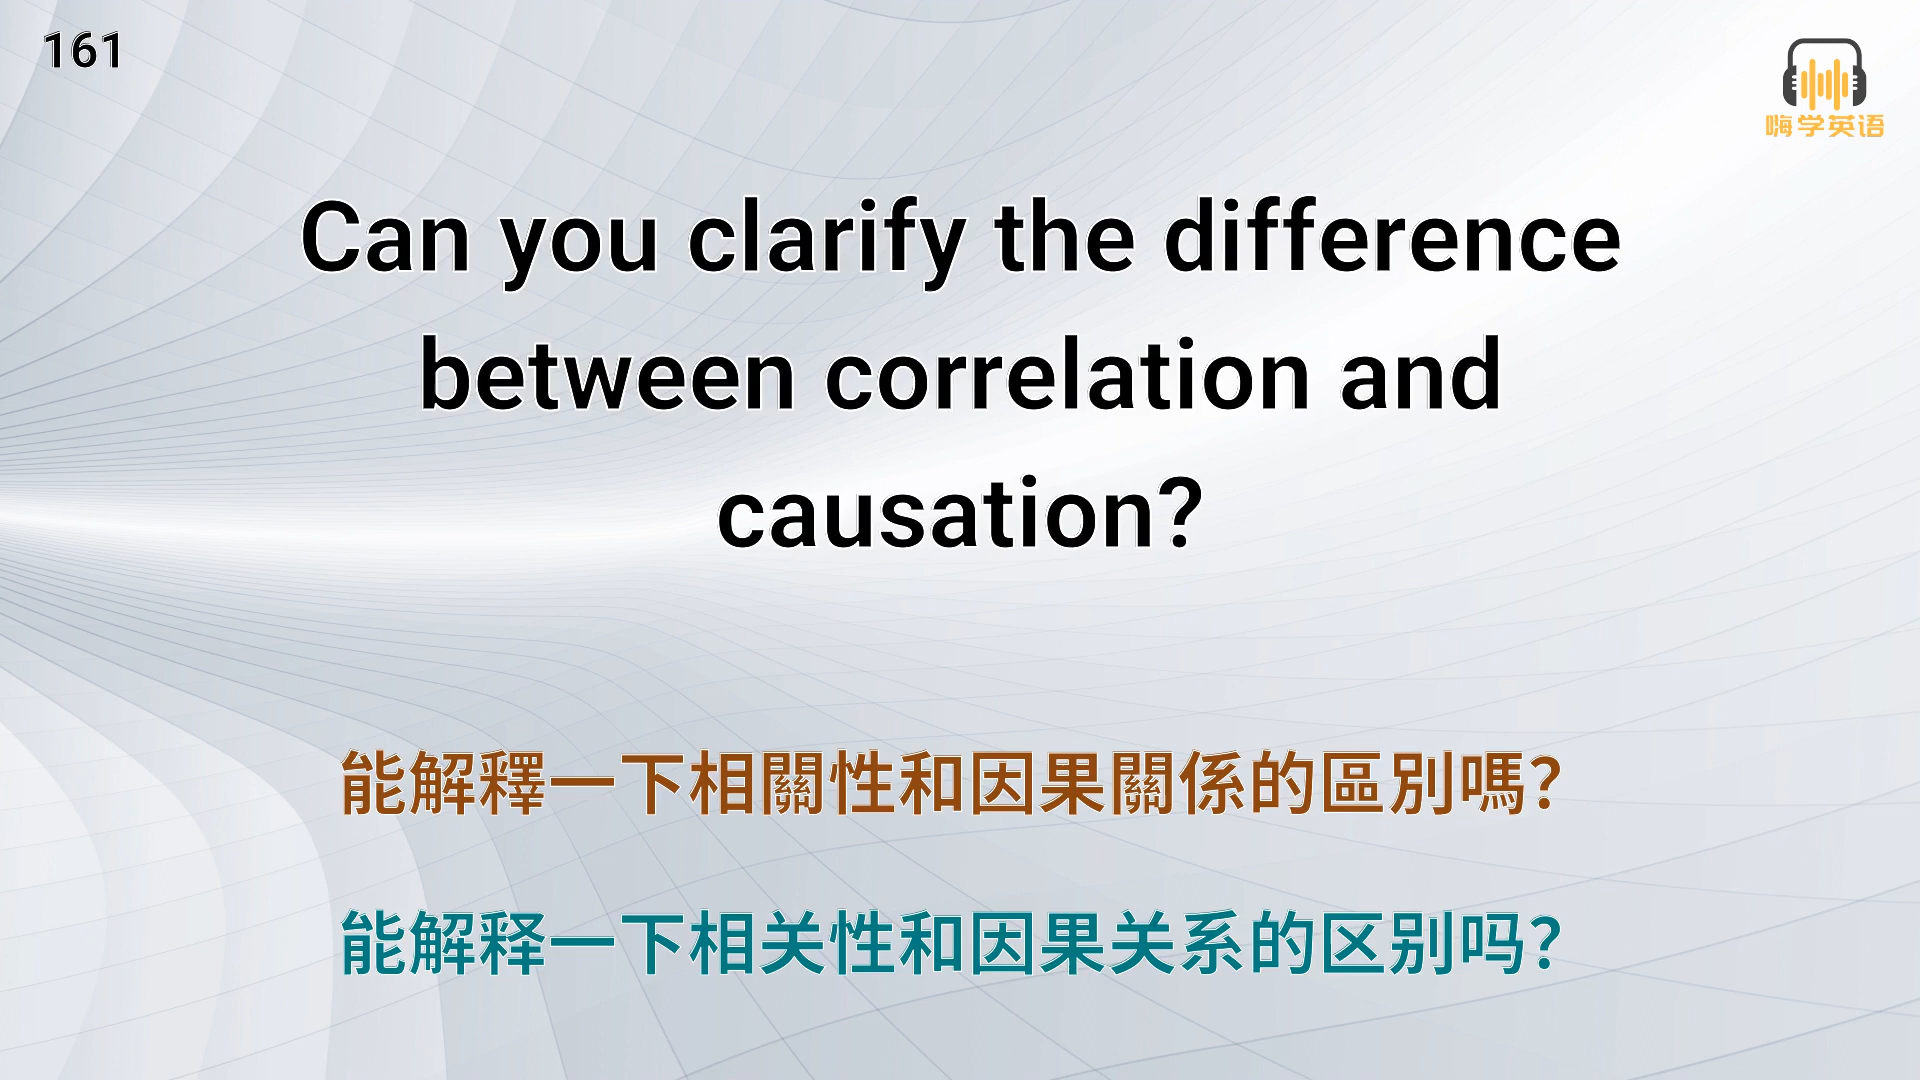 161
嗨学英语
Can you clarify the difference
between correlation and
causation?
能解釋一下相關性和因果關係的區別嗎?
能解释一下相关性和因果关系的区别吗?